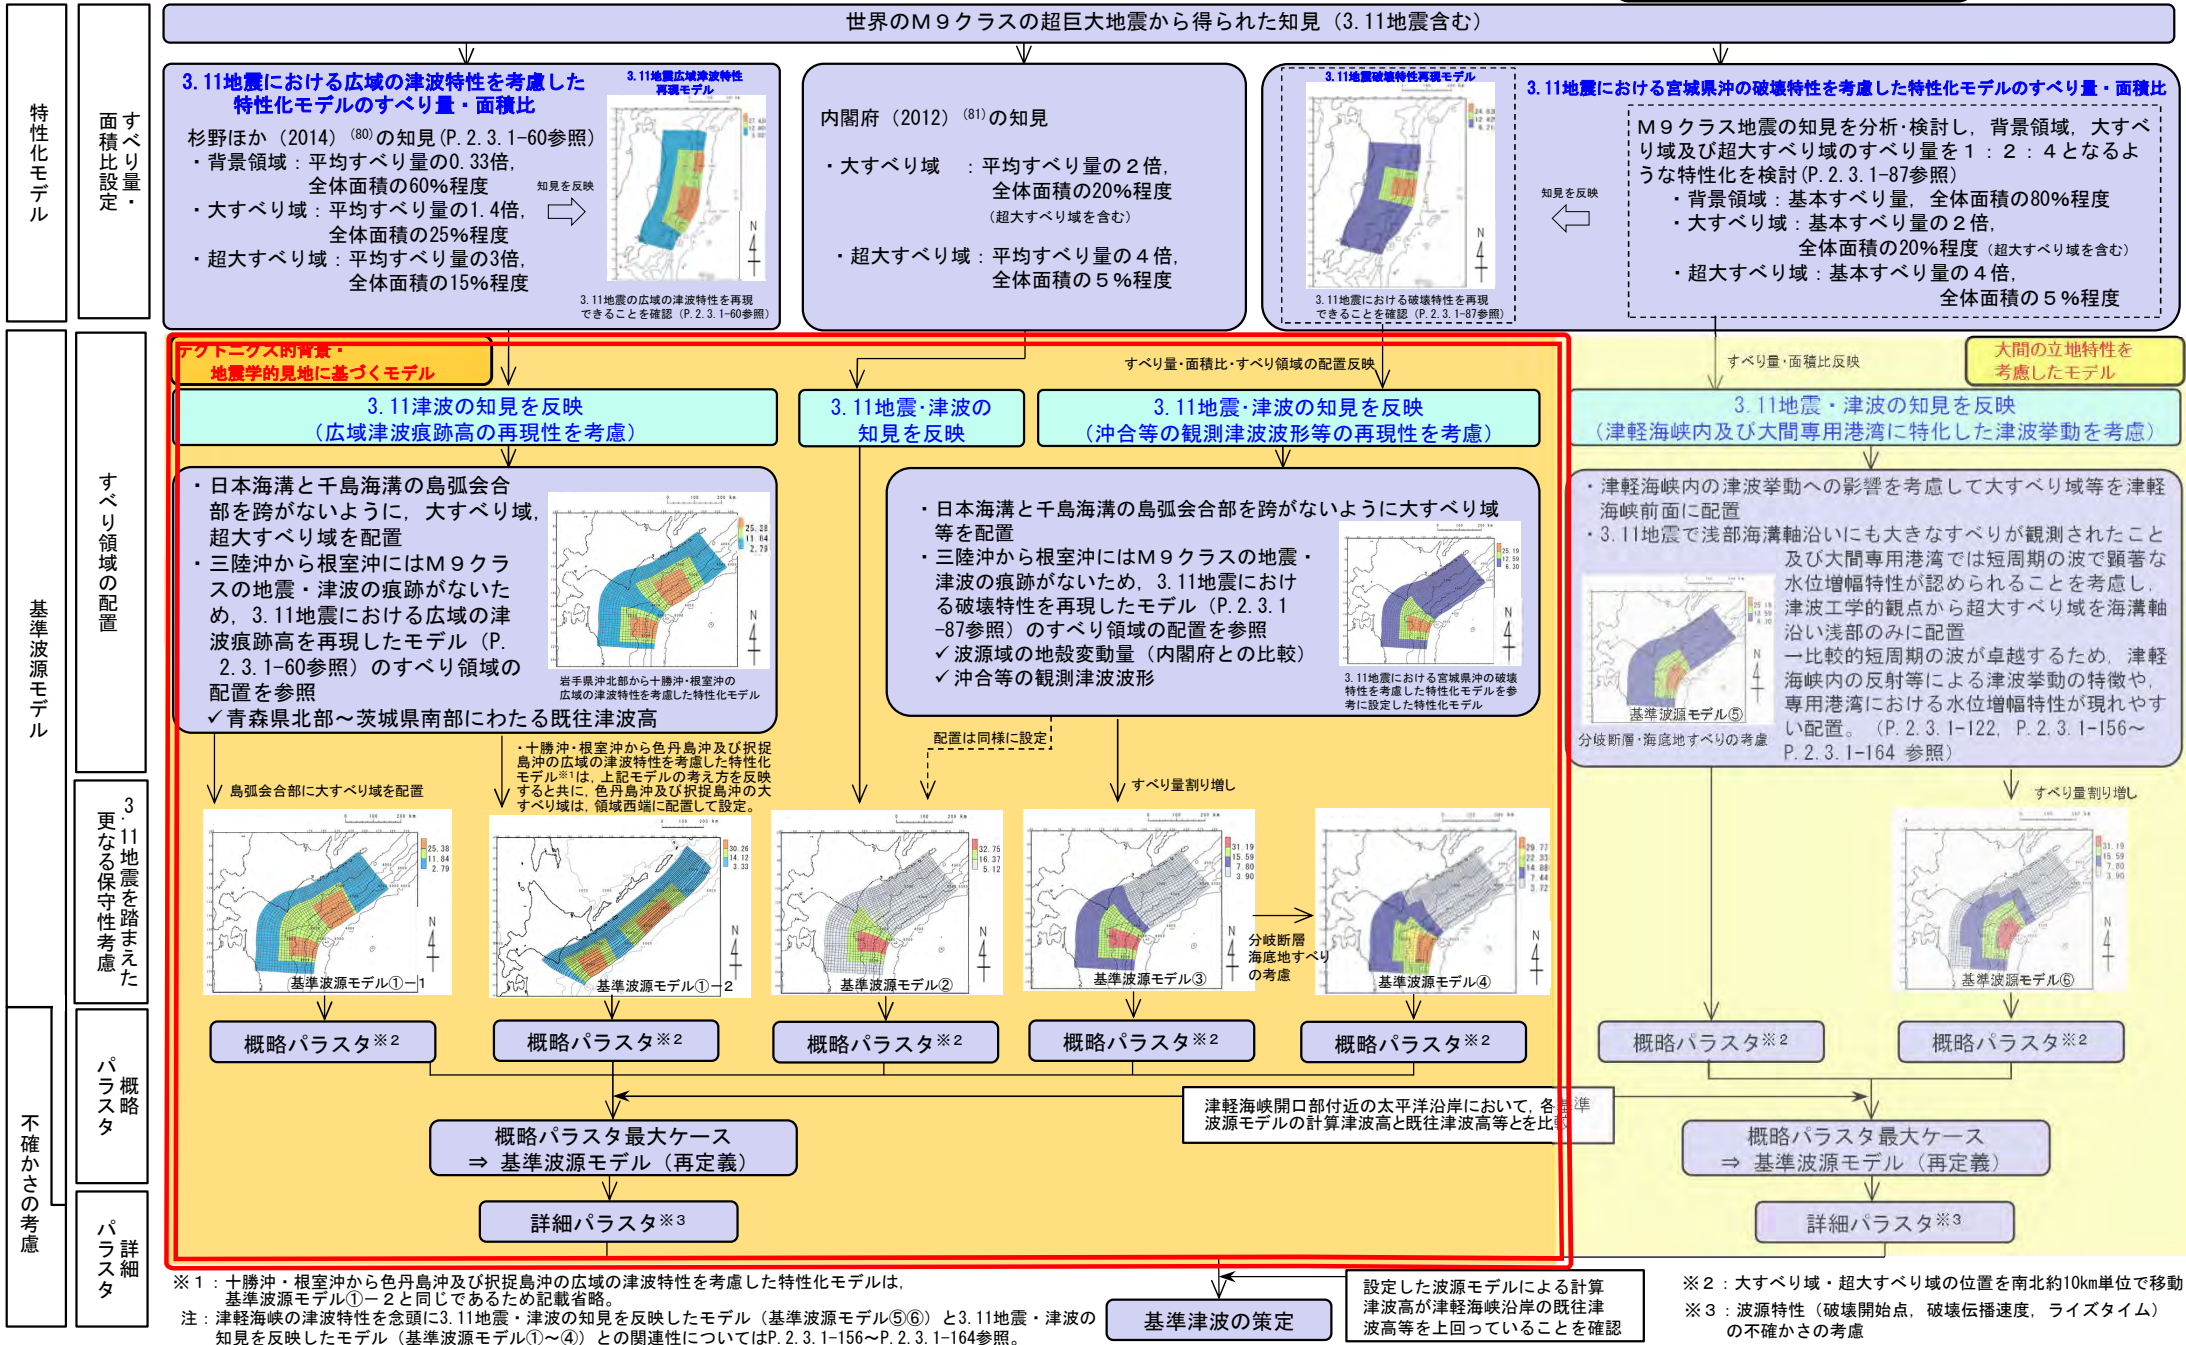 世界のM9クラスの超巨大地震から得られた知見（3.11地震含む）
特性化モデル
すべり量・
面積比設定
3.11地震における広域の津波特性を考慮した
特性化モデルのすべり量・面積比
杉野ほか（2014）(80)の知見(P.2.3.1-60参照)
・背景領域：平均すべり量の0.33倍，
全体面積の60%程度
・大すべり域：平均すべり量の1.4倍，
全体面積の25%程度
・超大すべり域：平均すべり量の3倍，
全体面積の15%程度
知見を反映
3.11地震広域津波特性
再現モデル
N
3.11地震の広域の津波特性を再現
できることを確認（P.2.3.1-60参照）
内閣府（2012）(81)の知見
・大すべり域　：平均すべり量の２倍，
全体面積の20%程度
（超大すべり域を含む）
・超大すべり域：平均すべり量の４倍，
全体面積の５%程度
3.11地震破壊特性再現モデル
N
3.11地震における破壊特性を再現
できることを確認（P.2.3.1-87参照）
知見を反映
3.11地震における宮城県沖の破壊特性を考慮した特性化モデルのすべり量・面積比
M９クラス地震の知見を分析・検討し，背景領域，大すべ
り域及び超大すべり域のすべり量を１：２：４となるよ
うな特性化を検討(P.2.3.1-87参照)
・背景領域：基本すべり量，全体面積の80%程度
・大すべり域：基本すべり量の２倍，
全体面積の20%程度（超大すべり域を含む）
・超大すべり域：基本すべり量の４倍，
全体面積の５%程度
基準波源モデル
すべり領域の配置
テクトニクス的背景・
地震学的見地に基づくモデル
すべり量・面積比・すべり領域の配置反映
すべり量・面積比反映
大間の立地特性を
考慮したモデル
3.11津波の知見を反映
（広域津波痕跡高の再現性を考慮）
3.11地震・津波の
知見を反映
3.11地震・津波の知見を反映
（沖合等の観測津波波形等の再現性を考慮）
3.11地震・津波の知見を反映
（津軽海峡内及び大間専用港湾に特化した津波挙動を考慮）
・日本海溝と千島海溝の島弧会合
部を跨がないように，大すべり域，
超大すべり域を配置
・三陸沖から根室沖にはM９クラ
スの地震・津波の痕跡がないた
め，3.11地震における広域の津
波痕跡高を再現したモデル（P.
2.3.1-60参照）のすべり領域の
配置を参照
✓青森県北部～茨城県南部にわたる既往津波高
25.28
11.84
2.79
N
岩手県沖北部から十勝沖・根室沖の
広域の津波特性を考慮した特性化モデル
・日本海溝と千島海溝の島弧会合部を跨がないように大すべり域
等を配置
・三陸沖から根室沖にはM９クラスの地震・
津波の痕跡がないため，3.11地震におけ
る破壊特性を再現したモデル（P.2.3.1
-87参照）のすべり領域の配置を参照
✓波源域の地殻変動量（内閣府との比較）
✓沖合等の観測津波波形
25.19
12.59
6.30
N
3.11地震における宮城県沖の破壊
特性を考慮した特性化モデルを参
考に設定した特性化モデル
・津軽海峡内の津波挙動への影響を考慮して大すべり域等を津軽
海峡前面に配置
・3.11地震で浅部海溝軸沿いにも大きなすべりが観測されたこと
及び大間専用港湾では短周期の波で顕著な
水位増幅特性が認められることを考慮し，
津波工学的観点から超大すべり域を海溝軸
沿い浅部のみに配置
→比較的短周期の波が卓越するため，津軽
海峡内の反射等による津波挙動の特徴や，
専用港湾における水位増幅特性が現れやす
い配置。（P.2.3.1-122，P.2.3.1-156～
P.2.3.1-164 参照）
N
基準波源モデル⑤
分岐断層・海底地すべりの考慮
3.11地震を踏まえた
更なる保守性考慮
島弧会合部に大すべり域を配置
・十勝沖・根室沖から色丹島沖及び択捉
島沖の広域の津波特性を考慮した特性化
モデル※1は，上記モデルの考え方を反映
すると共に，色丹島沖及び択捉島沖の大
すべり域は，領域西端に配置して設定。
配置は同様に設定
すべり量割り増し
すべり量割り増し
25.38
11.84
2.79
N
基準波源モデル①－1
30.26
14.12
3.33
N
基準波源モデル①－2
32.75
16.37
5.12
N
基準波源モデル②
31.19
15.59
7.80
3.90
N
基準波源モデル③
分岐断層
海底地すべり
の考慮
29.77
22.33
14.88
7.44
3.72
N
基準波源モデル④
31.19
15.59
7.80
3.90
N
基準波源モデル⑥
不確かさの考慮
概略
パラスタ
概略パラスタ※2
概略パラスタ※2
概略パラスタ※2
概略パラスタ※2
概略パラスタ※2
概略パラスタ※2
概略パラスタ※2
津軽海峡開口部付近の太平洋沿岸において，各基準
波源モデルの計算津波高と既往津波高等とを比較
概略パラスタ最大ケース
⇒ 基準波源モデル（再定義）
概略パラスタ最大ケース
⇒ 基準波源モデル（再定義）
詳細
パラスタ
詳細パラスタ※3
詳細パラスタ※3
※1：十勝沖・根室沖から色丹島沖及び択捉島沖の広域の津波特性を考慮した特性化モデルは，
基準波源モデル①－２と同じであるため記載省略。
注：津軽海峡の津波特性を念頭に3.11地震・津波の知見を反映したモデル（基準波源モデル⑤⑥）と3.11地震・津波の
知見を反映したモデル（基準波源モデル①～④）との関連性についてはP.2.3.1-156～P.2.3.1-164参照。
基準津波の策定
設定した波源モデルによる計算
津波高が津軽海峡沿岸の既往津
波高等を上回っていることを確認
※2：大すべり域・超大すべり域の位置を南北約10km単位で移動
※3：波源特性（破壊開始点，破壊伝播速度，ライズタイム）
の不確かさの考慮